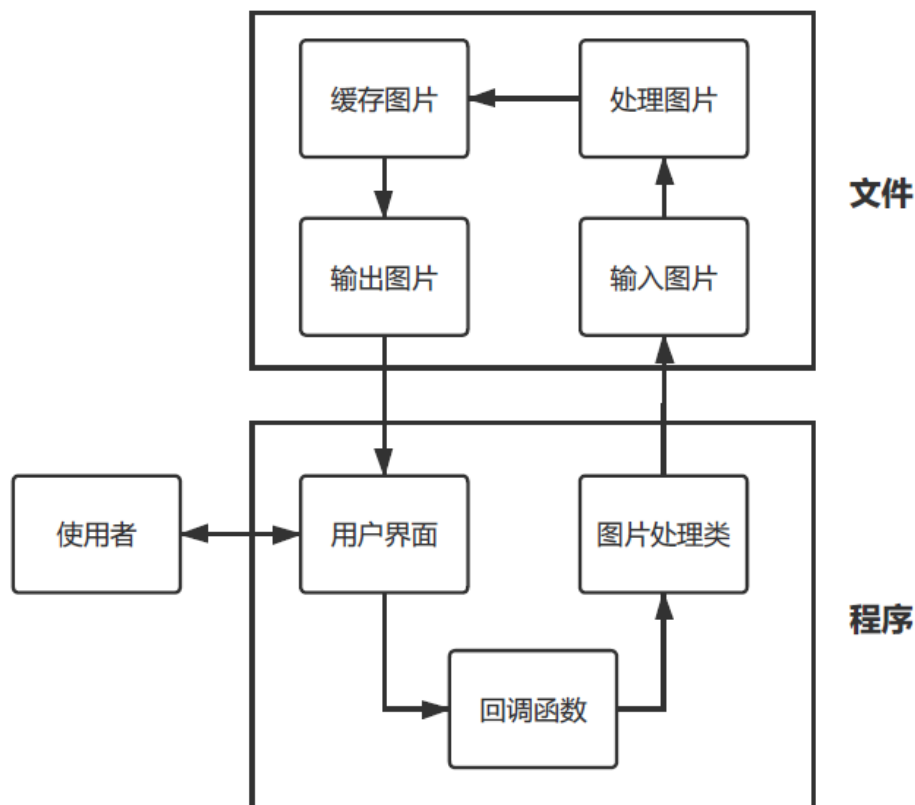 缓存图片
处理图片
文件
输出图片
输入图片
使用者
用户界面
图片处理类
程序
回调函数